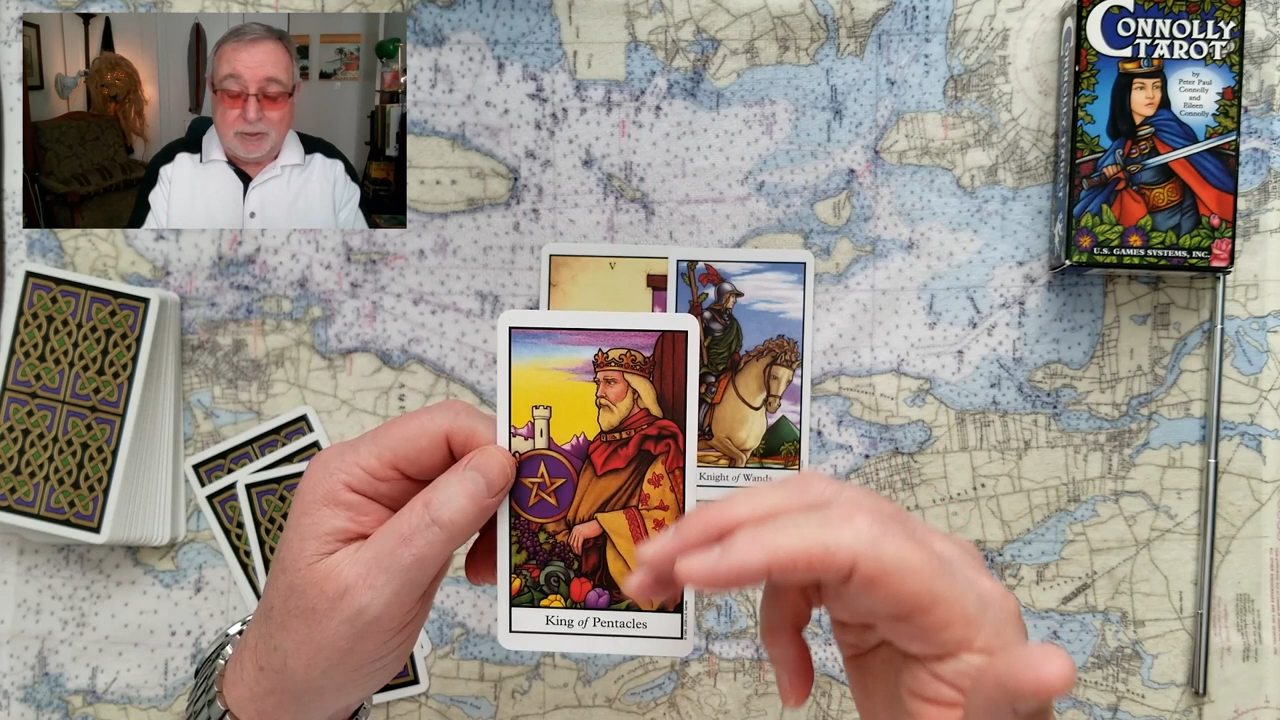 CONNOLLY
TAROT
by
Peter Paul
Connolly
and
Eileen
Connolly
U.S. GAMES SYSTEMS, INC.
V
Knight of Wands
King of Pentacles